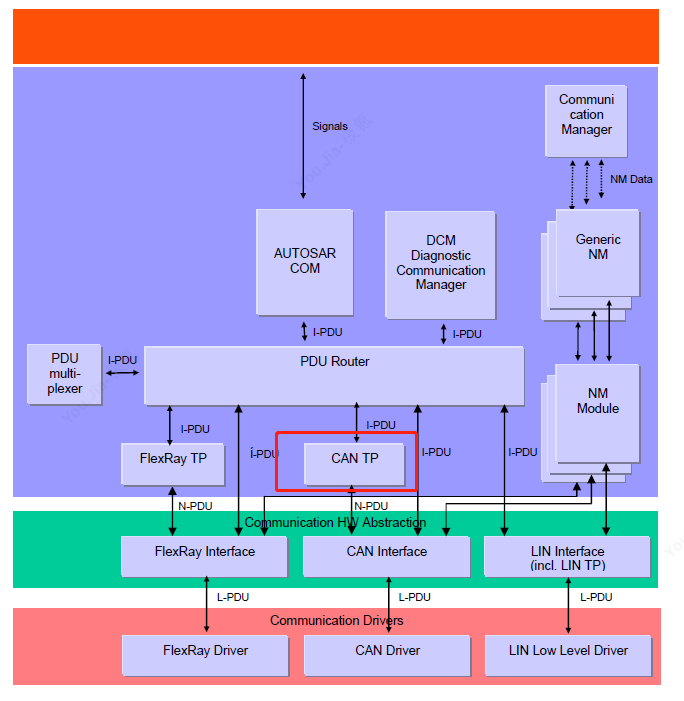 Signals
Communi
cation
Manager
NM Data
AUTOSAR
COM
DCM
Diagnostic
Communication
Manager
Generic
NM
I-PDU
I-PDU
PDU
multi-
plexer
I-PDU
PDU Router
NM
Module
I-PDU
I-PDU
FlexRay TP
Í-PDU
CAN TP
I-PDU
I-PDU
N-PDU
N-PDU
Communication HW Abstraction
FlexRay Interface
CAN Interface
LIN Interface
(incl. LIN TP)
L-PDU
L-PDU
L-PDU
Communication Drivers
FlexRay Driver
CAN Driver
LIN Low Level Driver